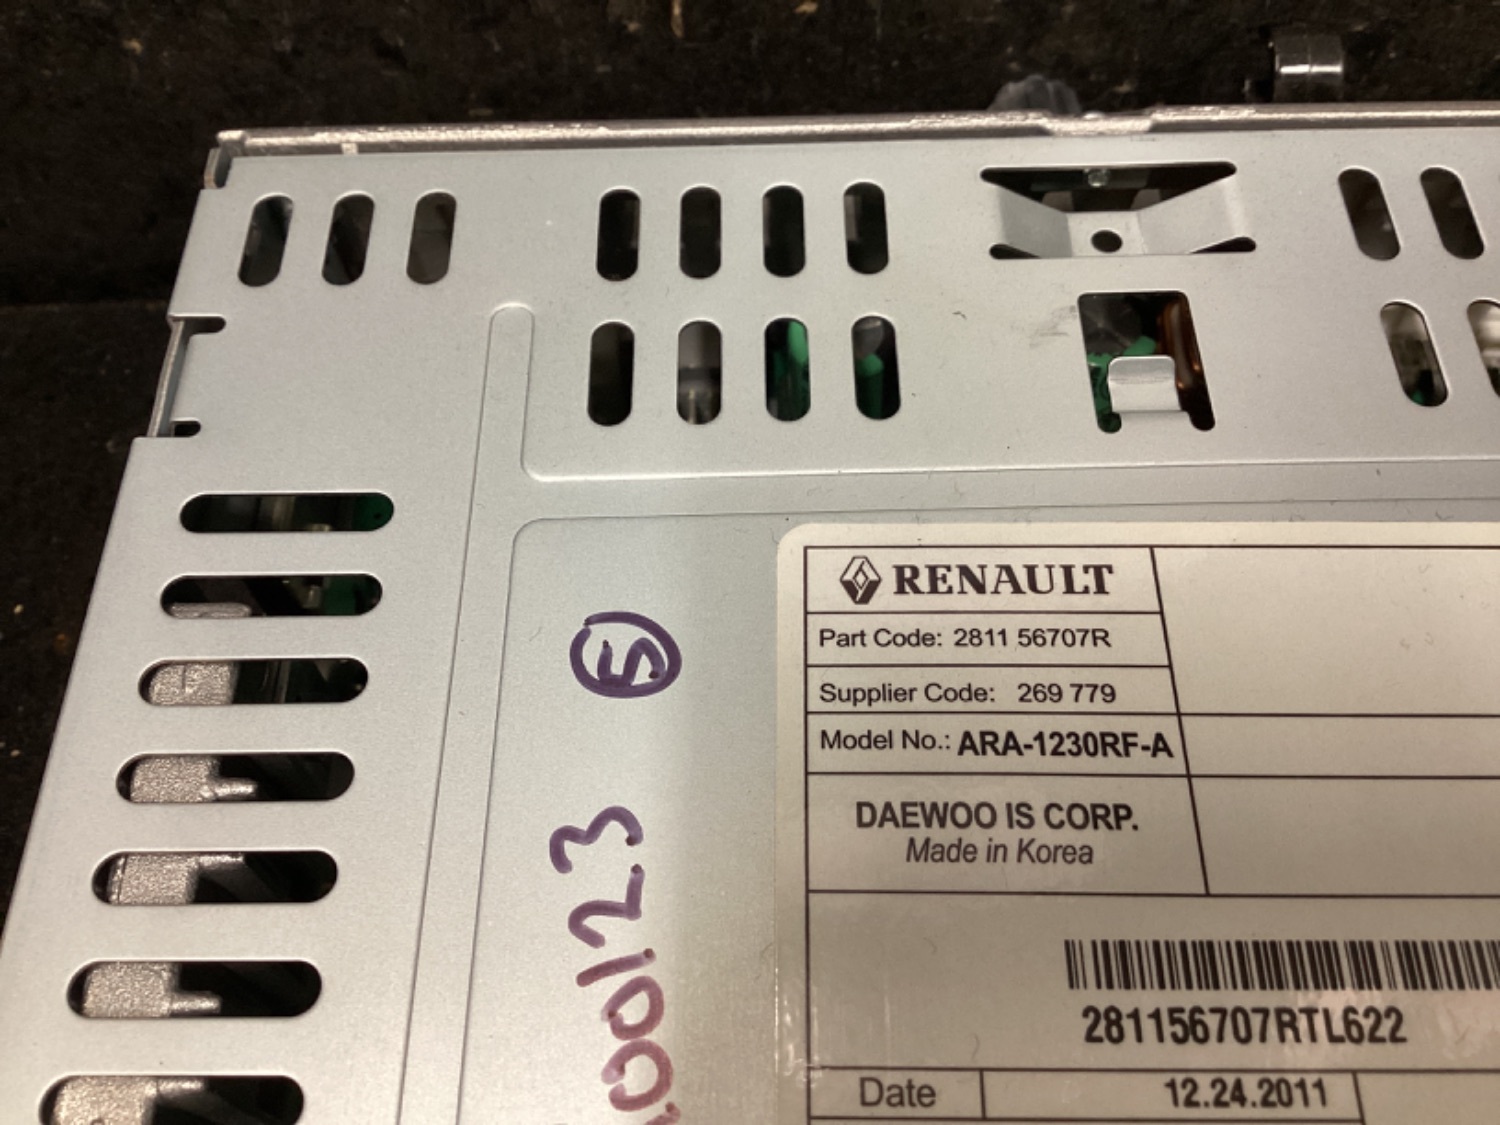 RENAULT
Part Code: 2811 56707R
Supplier Code: 269 779
Model No.: ARA-1230RF-A
DAEWOO IS CORP.
Made in Korea
281156707RTL622
Date 12.24.2011
5
00123